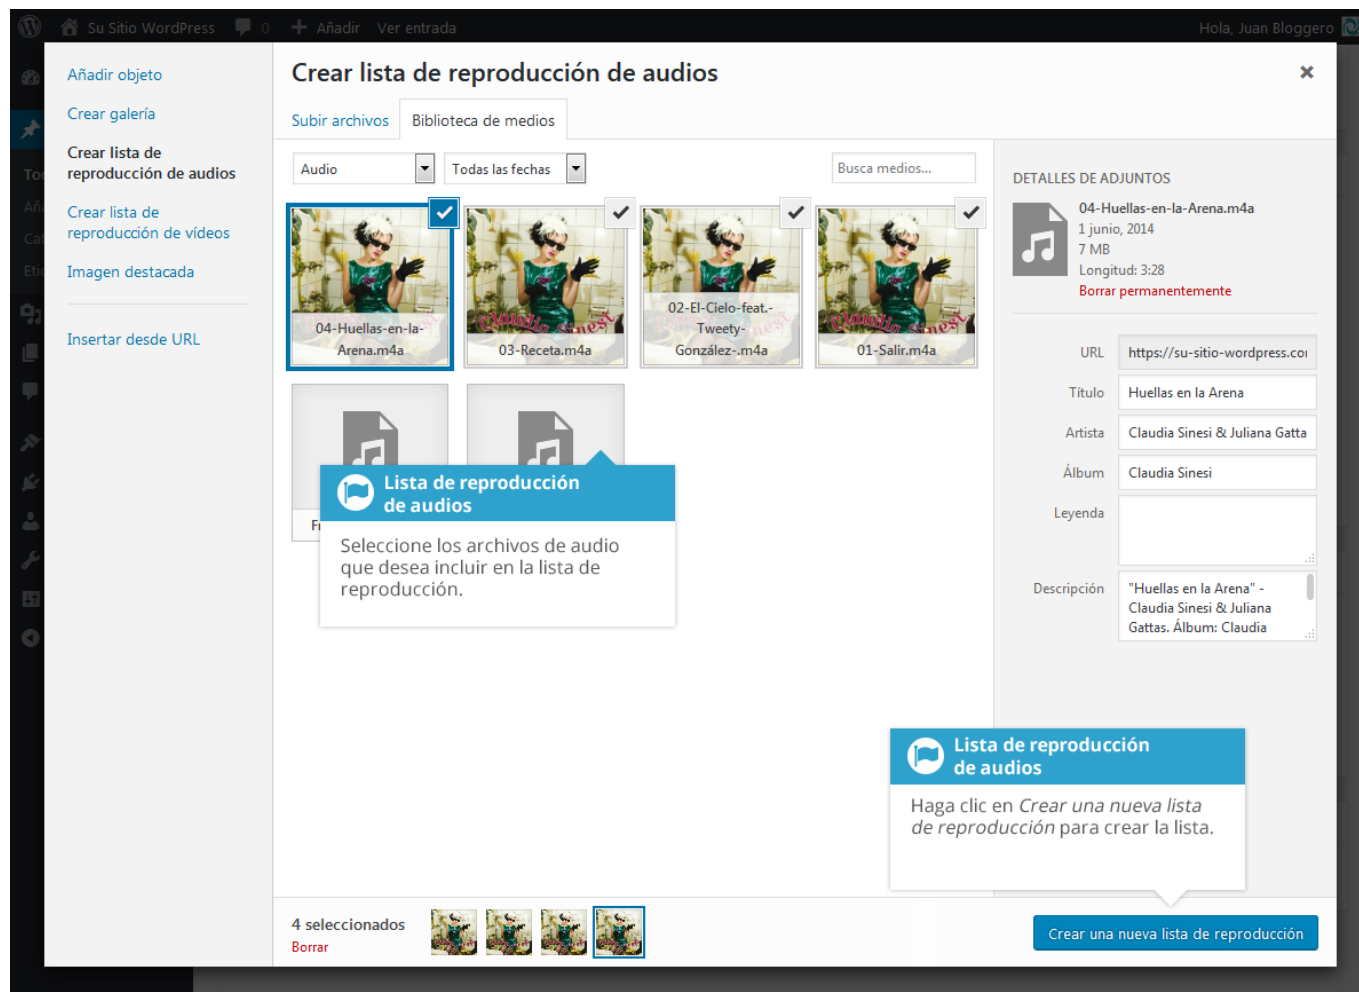 Su Sitio WordPress 0 Añadir Ver entrada Hola, Juan Bloggero
Añadir objeto
Crear galería
Crear lista de
reproducción de audios
Crear lista de
reproducción de vídeos
Imagen destacada
Insertar desde URL
Crear lista de reproducción de audios
Subir archivos Biblioteca de medios
Audio Todas las fechas Busca medios...
04-Huellas-en-la-
Arena.m4a
03-Receta.m4a
02-El-Cielo-feat.-
Tweety-
González-.m4a
01-Salir.m4a
Lista de reproducción
de audios
Seleccione los archivos de audio
que desea incluir en la lista de
reproducción.
DETALLES DE ADJUNTOS
04-Huellas-en-la-Arena.m4a
1 junio, 2014
7 MB
Longitud: 3:28
Borrar permanentemente
URL https://su-sitio-wordpress.co
Título Huellas en la Arena
Artista Claudia Sinesi & Juliana Gatta
Álbum Claudia Sinesi
Leyenda
Descripción "Huellas en la Arena" -
Claudia Sinesi & Juliana
Gattas. Álbum: Claudia
Lista de reproducción
de audios
Haga clic en Crear una nueva lista
de reproducción para crear la lista.
4 seleccionados
Borrar
Crear una nueva lista de reproducción